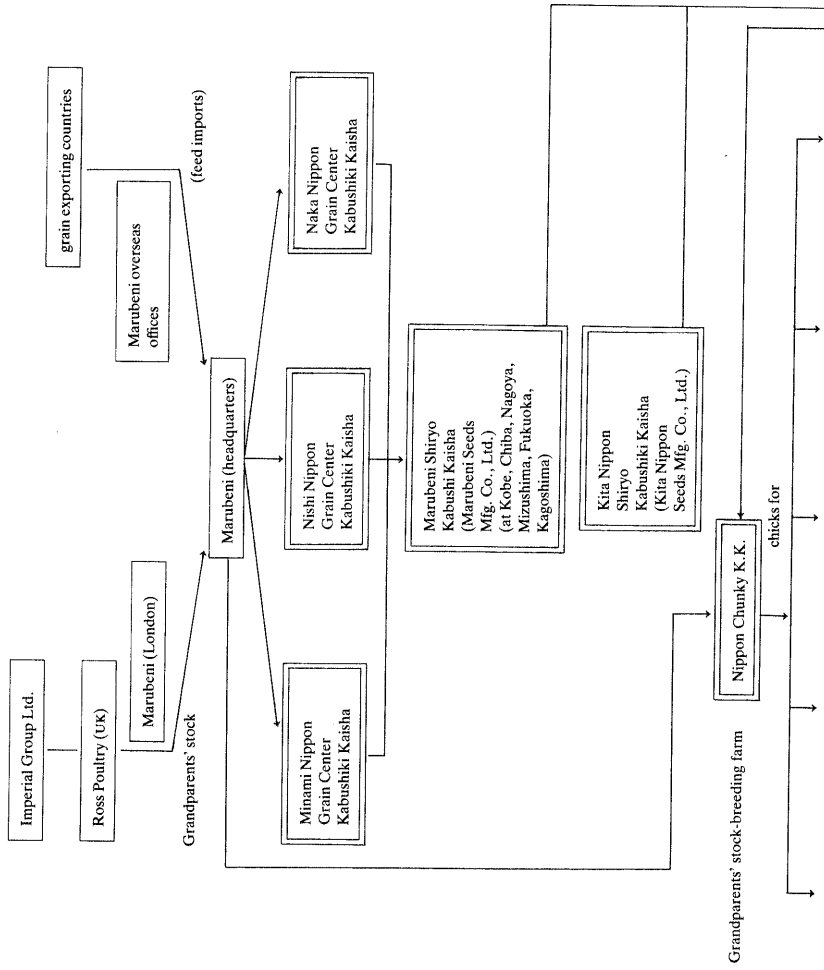 Imperial Group Ltd.
Ross Poultry (UK)
Marubeni (London)
Grandparents' stock
grain exporting countries
Marubeni overseas
offices
(feed imports)
Marubeni (headquarters)
Minami Nippon
Grain Center
Kabushiki Kaisha
Nishi Nippon
Grain Center
Kabushiki Kaisha
Naka Nippon
Grain Center
Kabushiki Kaisha
Marubeni Shiryo
Kabushi Kaisha
(Marubeni Seeds
Mfg. Co., Ltd.)
(at Kobe, Chiba, Nagoya,
Mizushima, Fukuoka,
Kagoshima)
Kita Nippon
Shiryo
Kabushiki Kaisha
(Kita Nippon
Seeds Mfg. Co., Ltd.)
Grandparents' stock-breeding farm
Nippon Chunky K.K.
chicks for